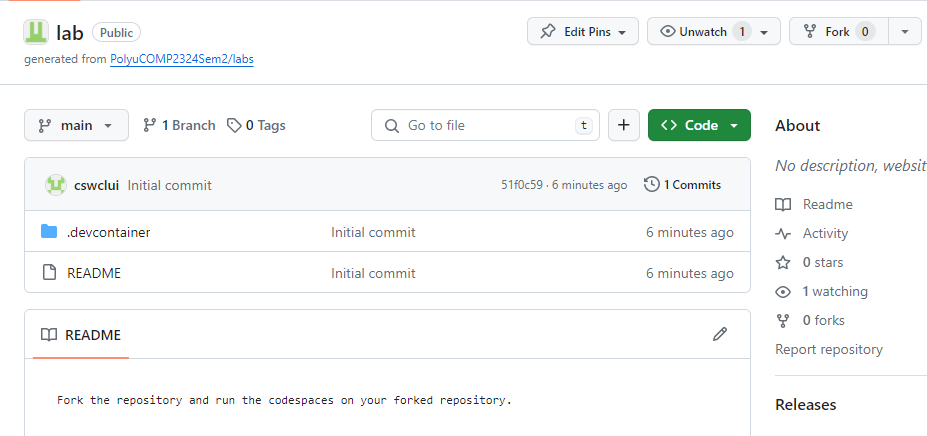 lab Public
Edit Pins
Unwatch 1
Fork 0
generated from PolyuCOMP2324Sem2/labs
main
1 Branch
0 Tags
Go to file
t
+
<> Code
About
cswclui Initial commit
51f0c59 · 6 minutes ago
1 Commits
No description, websit
.devcontainer
Initial commit
6 minutes ago
README
Initial commit
6 minutes ago
Readme
Activity
0 stars
1 watching
0 forks
Report repository
README
Fork the repository and run the codespaces on your forked repository.
Releases